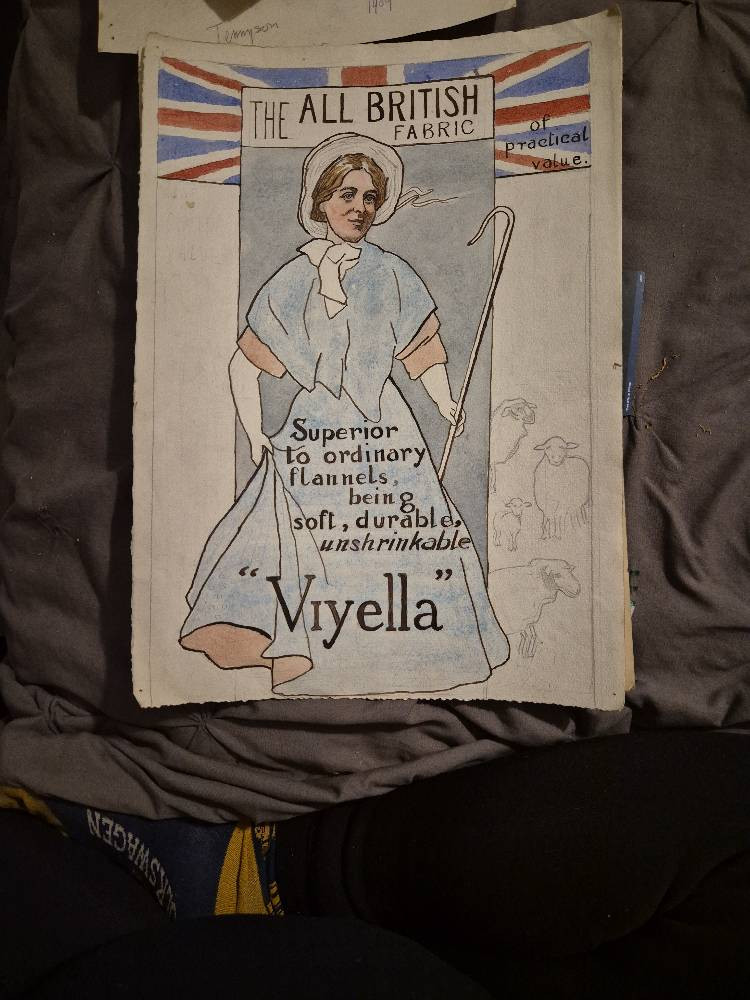 1909
Tennyson
THE ALL BRITISH
FABRIC
of
practical
value.
Superior
to ordinary
flannels,
being
soft, durable,
unshrinkable
"Viyella"